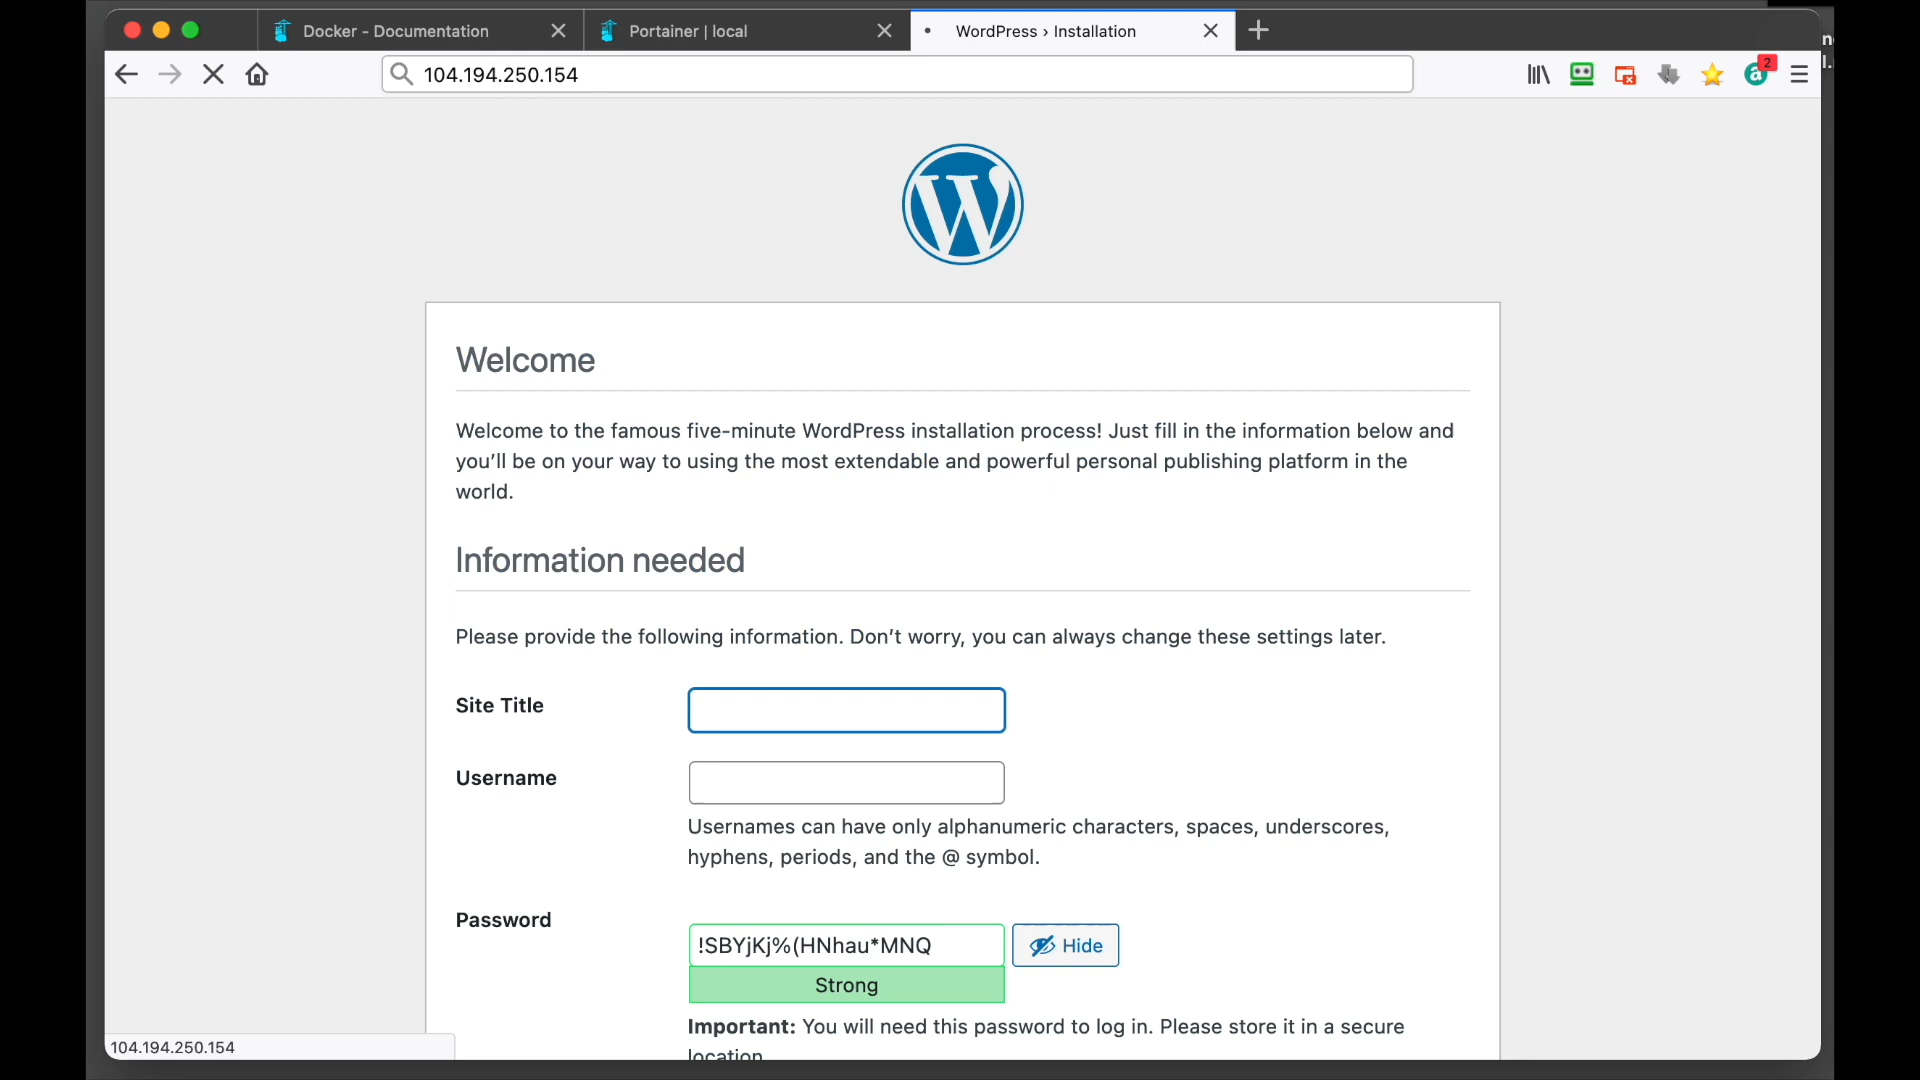 Docker - Documentation
Portainer | local
WordPress › Installation
104.194.250.154
2
Welcome
Welcome to the famous five-minute WordPress installation process! Just fill in the information below and
you’ll be on your way to using the most extendable and powerful personal publishing platform in the
world.
Information needed
Please provide the following information. Don’t worry, you can always change these settings later.
Site Title
Username
Usernames can have only alphanumeric characters, spaces, underscores,
hyphens, periods, and the @ symbol.
Password
!SBYjKj%(HNhau*MNQ
Hide
Strong
Important: You will need this password to log in. Please store it in a secure
location.
104.194.250.154